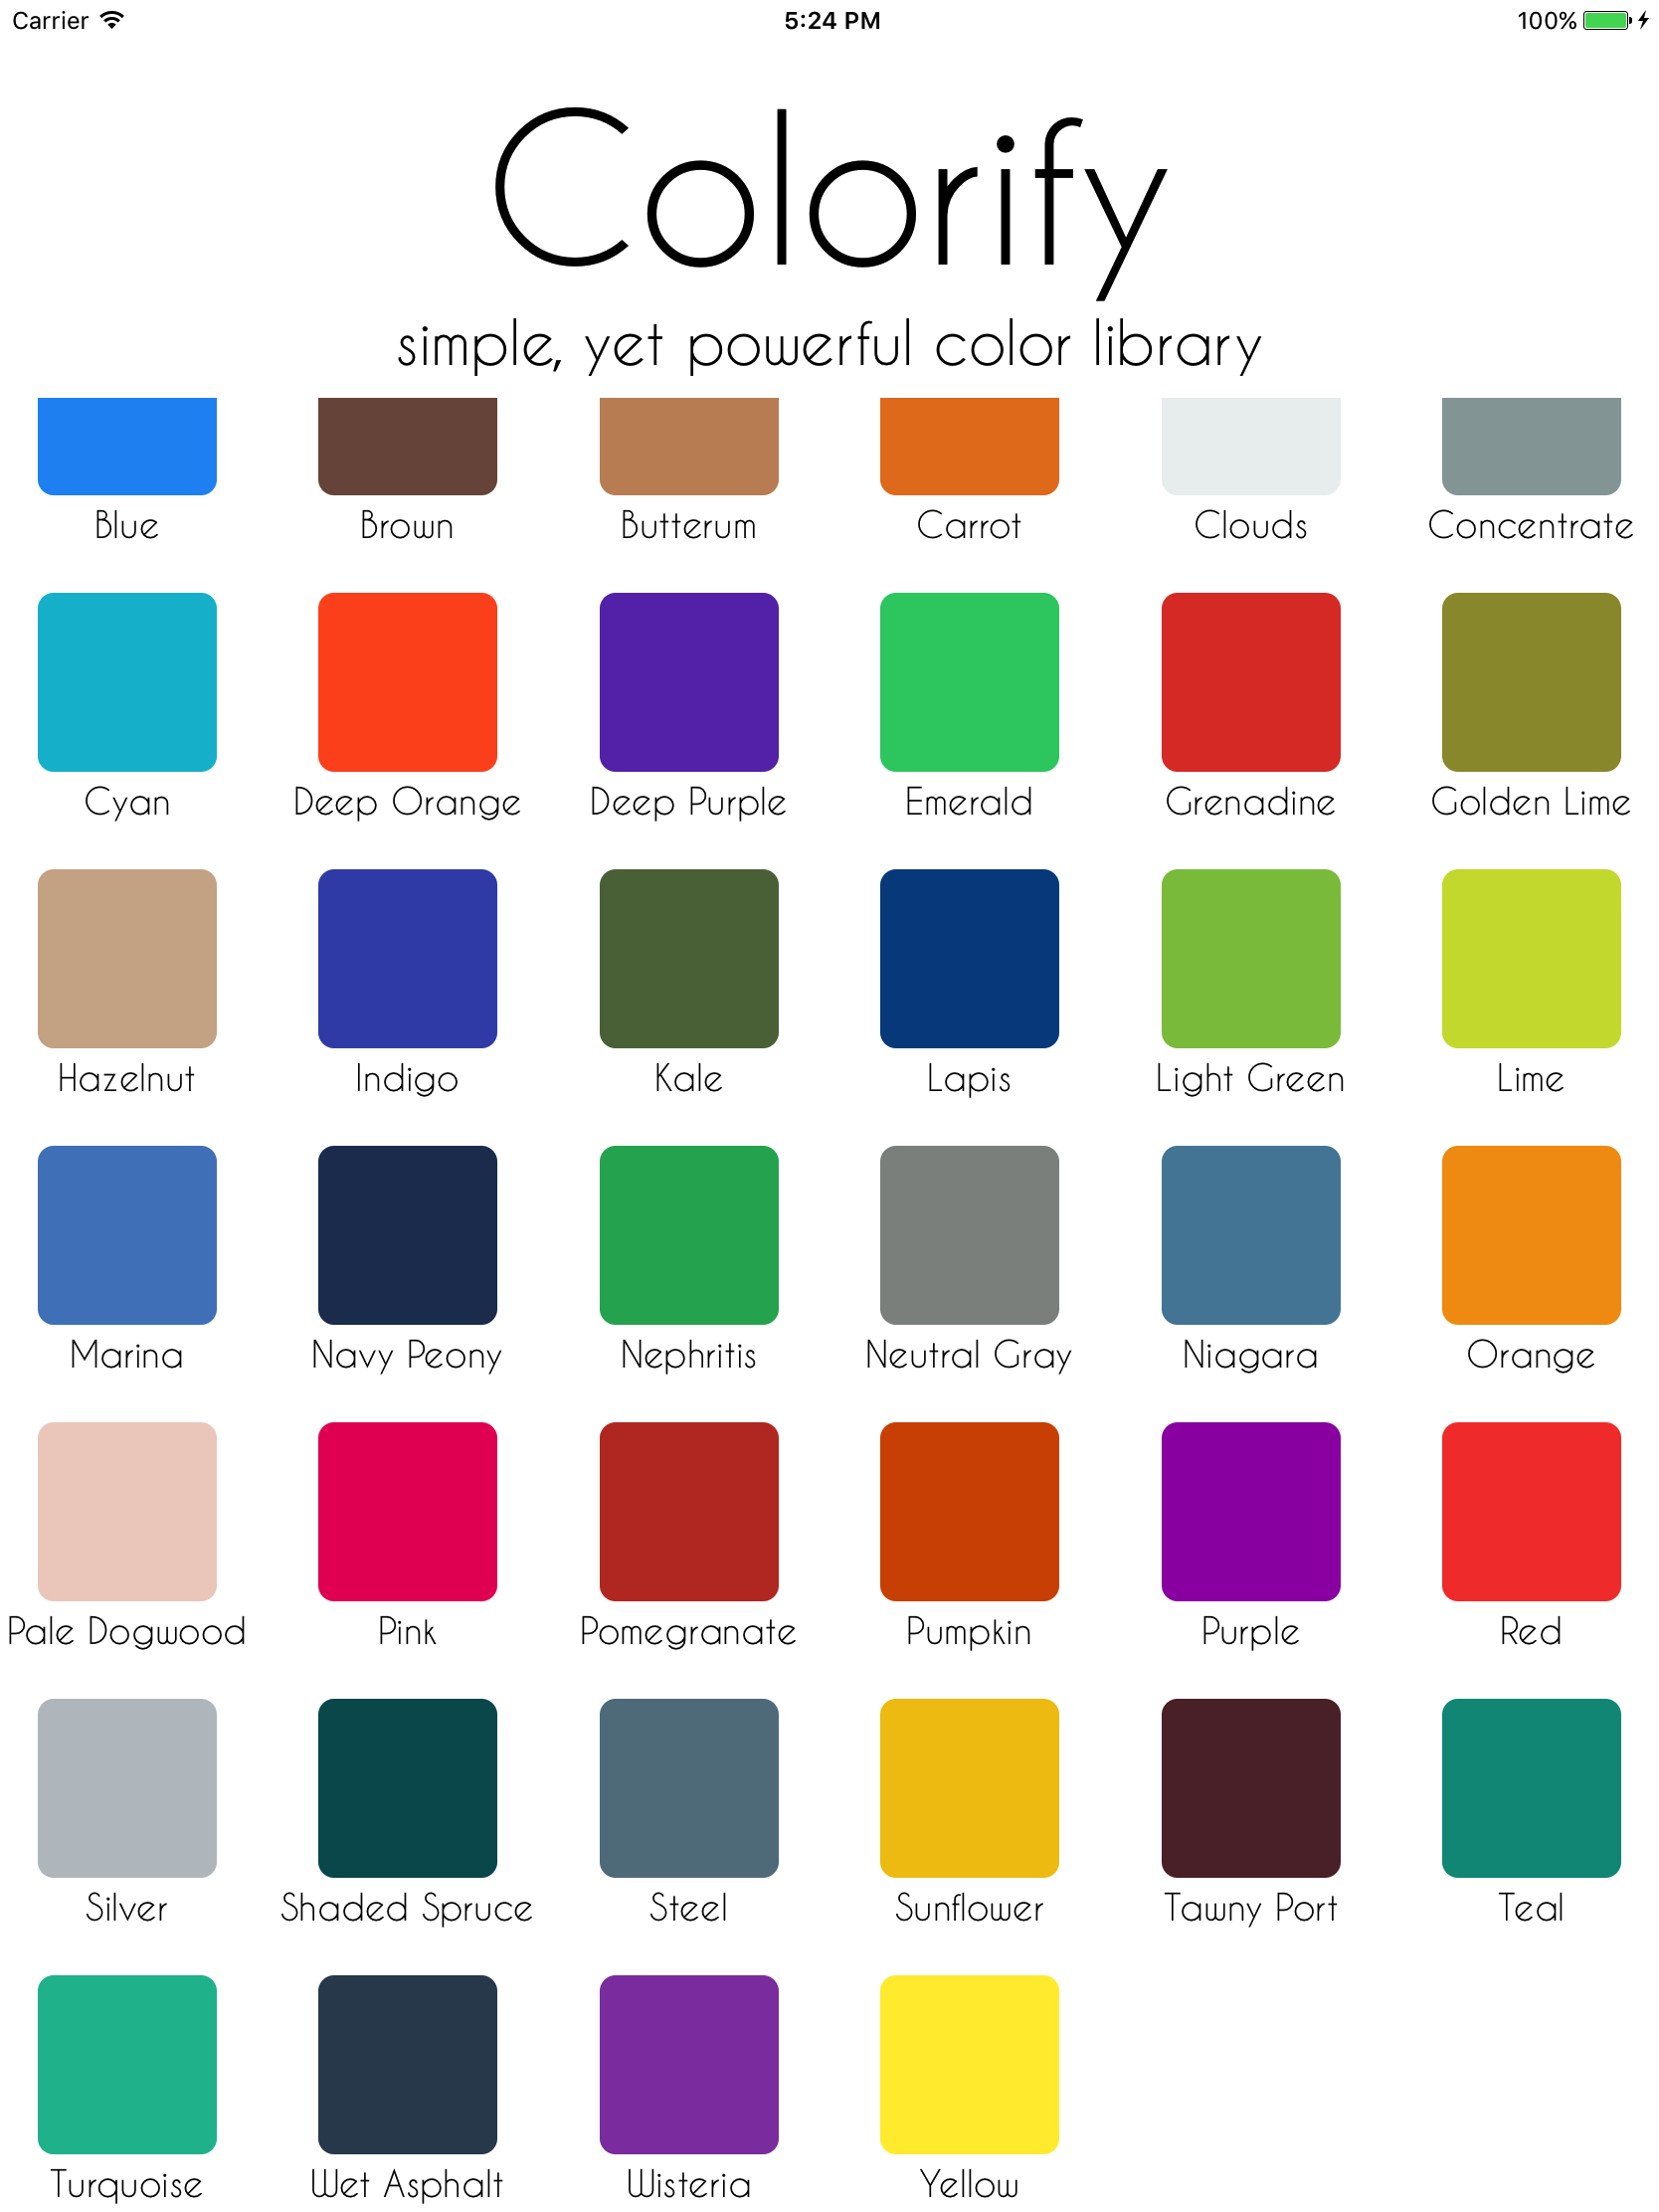 Carrier 5:24 PM 100%
Colorify
simple, yet powerful color library
Blue Brown Butterum Carrot Clouds Concentrate
Cyan Deep Orange Deep Purple Emerald Grenadine Golden Lime
Hazelnut Indigo Kale Lapis Light Green Lime
Marina Navy Peony Nephritis Neutral Gray Niagara Orange
Pale Dogwood Pink Pomegranate Pumpkin Purple Red
Silver Shaded Spruce Steel Sunflower Tawny Port Teal
Turquoise Wet Asphalt Wisteria Yellow